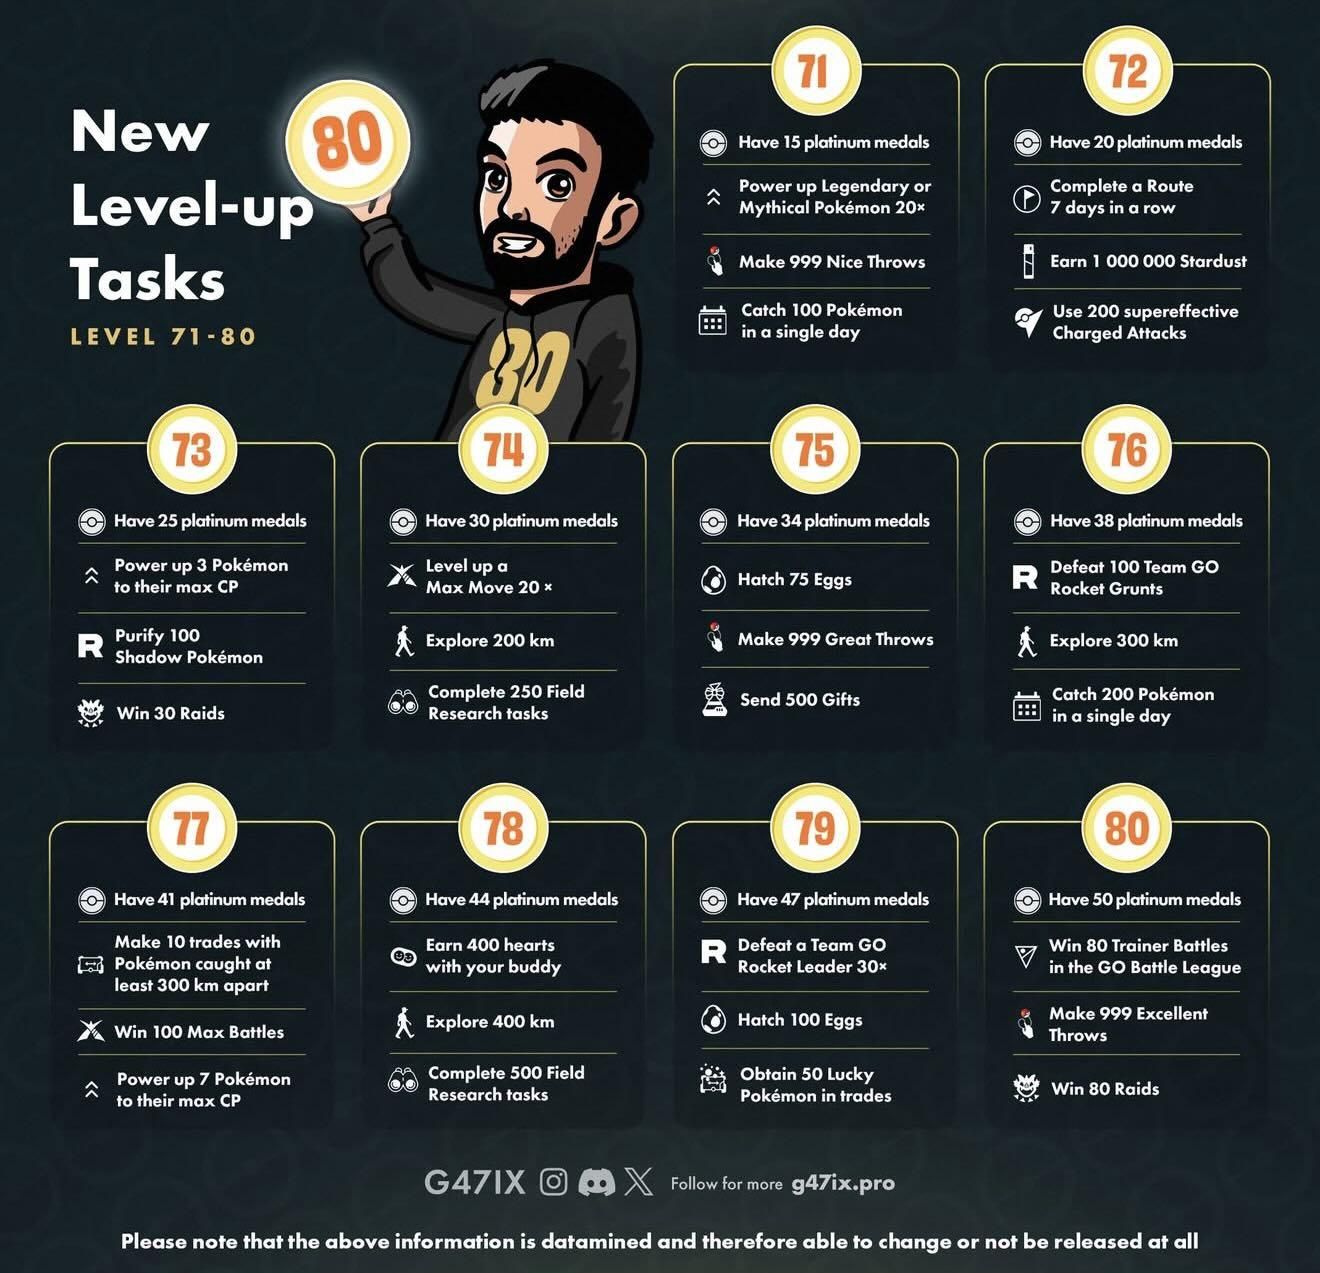 New
Level-up
Tasks
LEVEL 71-80
80
80
71
Have 15 platinum medals
Power up Legendary or
Mythical Pokémon 20×
Make 999 Nice Throws
Catch 100 Pokémon
in a single day
72
Have 20 platinum medals
Complete a Route
7 days in a row
Earn 1 000 000 Stardust
Use 200 supereffective
Charged Attacks
73
Have 25 platinum medals
Power up 3 Pokémon
to their max CP
R
Purify 100
Shadow Pokémon
Win 30 Raids
74
Have 30 platinum medals
Level up a
Max Move 20 ×
Explore 200 km
Complete 250 Field
Research tasks
75
Have 34 platinum medals
Hatch 75 Eggs
Make 999 Great Throws
Send 500 Gifts
76
Have 38 platinum medals
R
Defeat 100 Team GO
Rocket Grunts
Explore 300 km
Catch 200 Pokémon
in a single day
77
Have 41 platinum medals
Make 10 trades with
Pokémon caught at
least 300 km apart
Win 100 Max Battles
Power up 7 Pokémon
to their max CP
78
Have 44 platinum medals
Earn 400 hearts
with your buddy
Explore 400 km
Complete 500 Field
Research tasks
79
Have 47 platinum medals
R
Defeat a Team GO
Rocket Leader 30×
Hatch 100 Eggs
Obtain 50 Lucky
Pokémon in trades
80
Have 50 platinum medals
Win 80 Trainer Battles
in the GO Battle League
Make 999 Excellent
Throws
Win 80 Raids
G47IX Follow for more g47ix.pro
Please note that the above information is datamined and therefore able to change or not be released at all